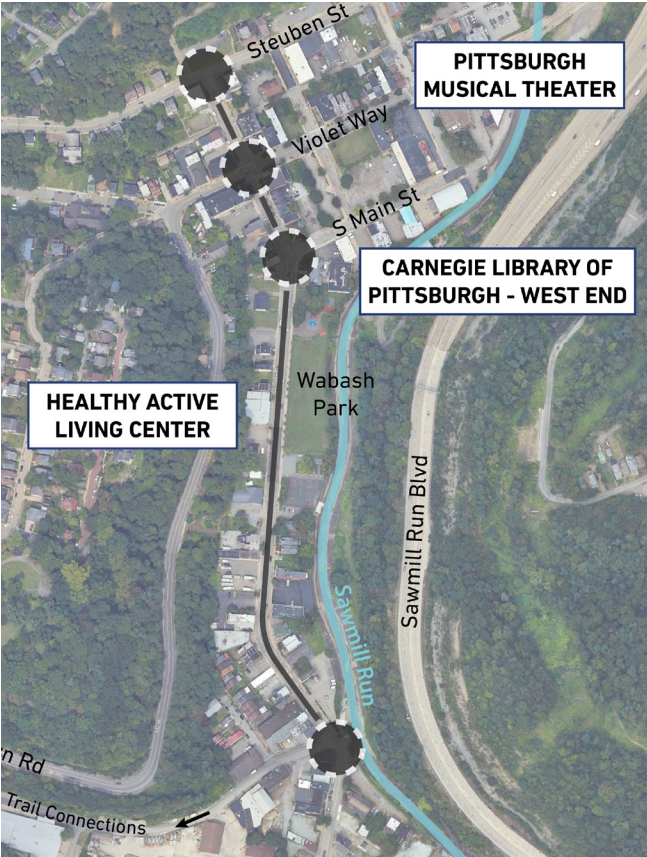 Steuben St
PITTSBURGH
MUSICAL THEATER
Violet Way
S Main St
CARNEGIE LIBRARY OF
PITTSBURGH - WEST END
Wabash
Park
HEALTHY ACTIVE
LIVING CENTER
Sawmill Run Blvd
Sawmill Run
n Rd
Trail Connections